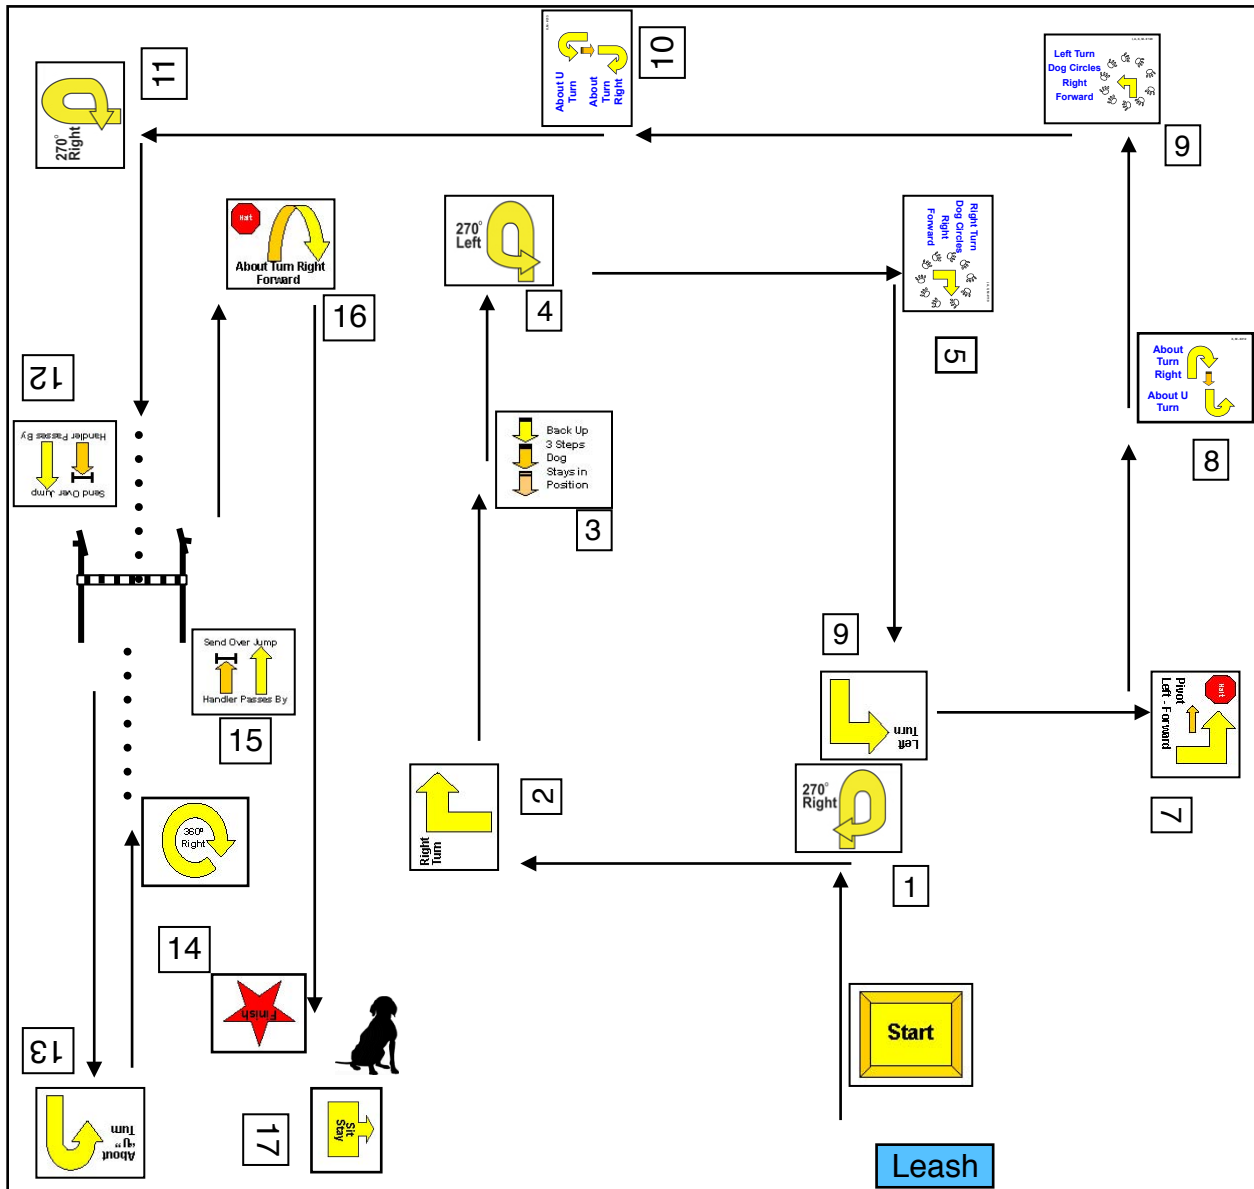 11
270°
Right
10
About U
Turn
About
Turn
Right
Left Turn
Dog Circles
Right
Forward
9
Halt
About Turn Right
Forward
16
270°
Left
4
Right Turn
Dog Circles
Right
Forward
5
12
Send Over Jump
Handler Passes By
Back Up
3 Steps
Dog
Stays in
Position
3
About
Turn
Right
About U
Turn
8
Send Over Jump
Handler Passes By
15
6
Left
Turn
Halt
Pivot
Left - Forward
7
Right
Turn
2
270°
Right
1
360º
Right
14
Finish
Start
13
About
"U"
Turn
17
Sit
Stay
Leash